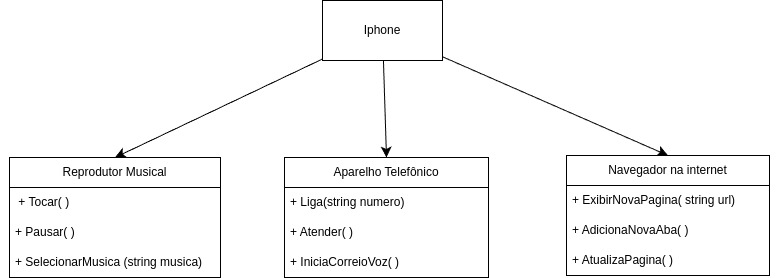 Iphone
Reprodutor Musical
+ Tocar( )
+ Pausar( )
+ SelecionarMusica (string musica)
Aparelho Telefônico
+ Liga(string numero)
+ Atender( )
+ IniciaCorreioVoz( )
Navegador na internet
+ ExibirNovaPagina( string url)
+ AdicionaNovaAba( )
+ AtualizaPagina( )